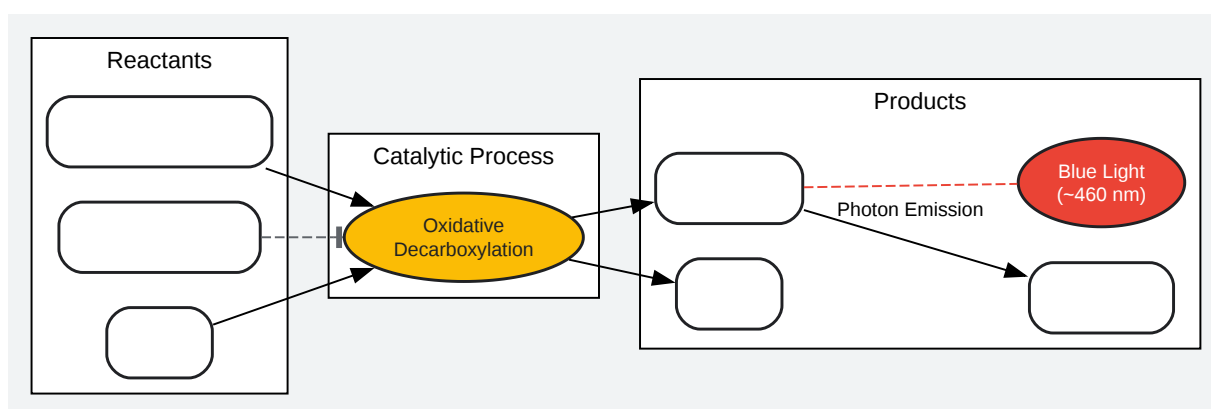 Reactants
Catalytic Process
Oxidative
Decarboxylation
Products
Photon Emission
Blue Light
(~460 nm)